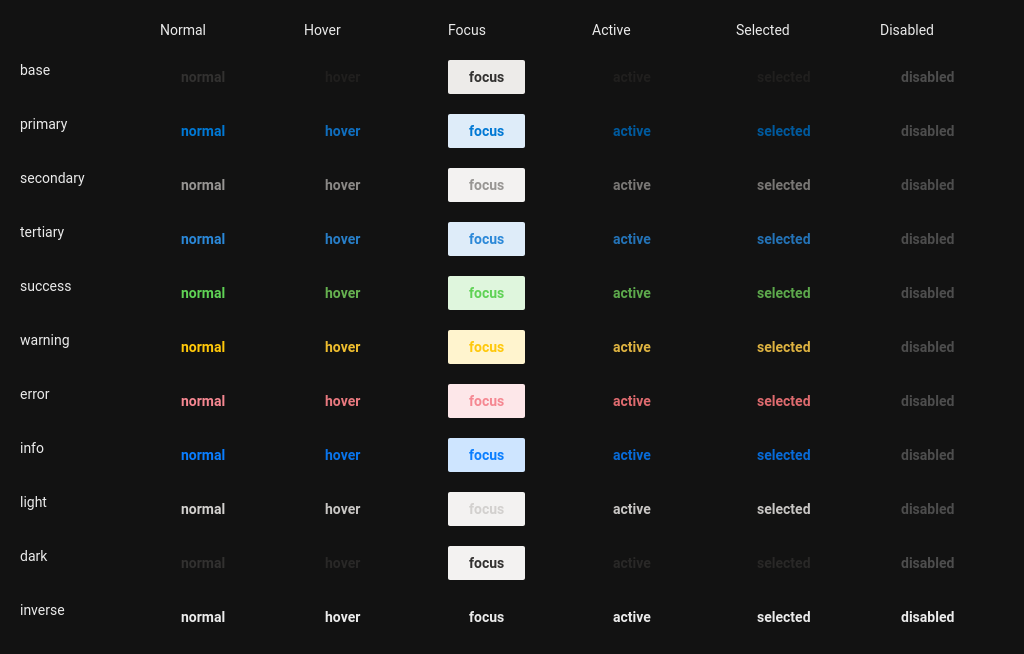 Normal Hover Focus Active Selected Disabled
base normal hover focus active selected disabled
primary normal hover focus active selected disabled
secondary normal hover focus active selected disabled
tertiary normal hover focus active selected disabled
success normal hover focus active selected disabled
warning normal hover focus active selected disabled
error normal hover focus active selected disabled
info normal hover focus active selected disabled
light normal hover focus active selected disabled
dark normal hover focus active selected disabled
inverse normal hover focus active selected disabled